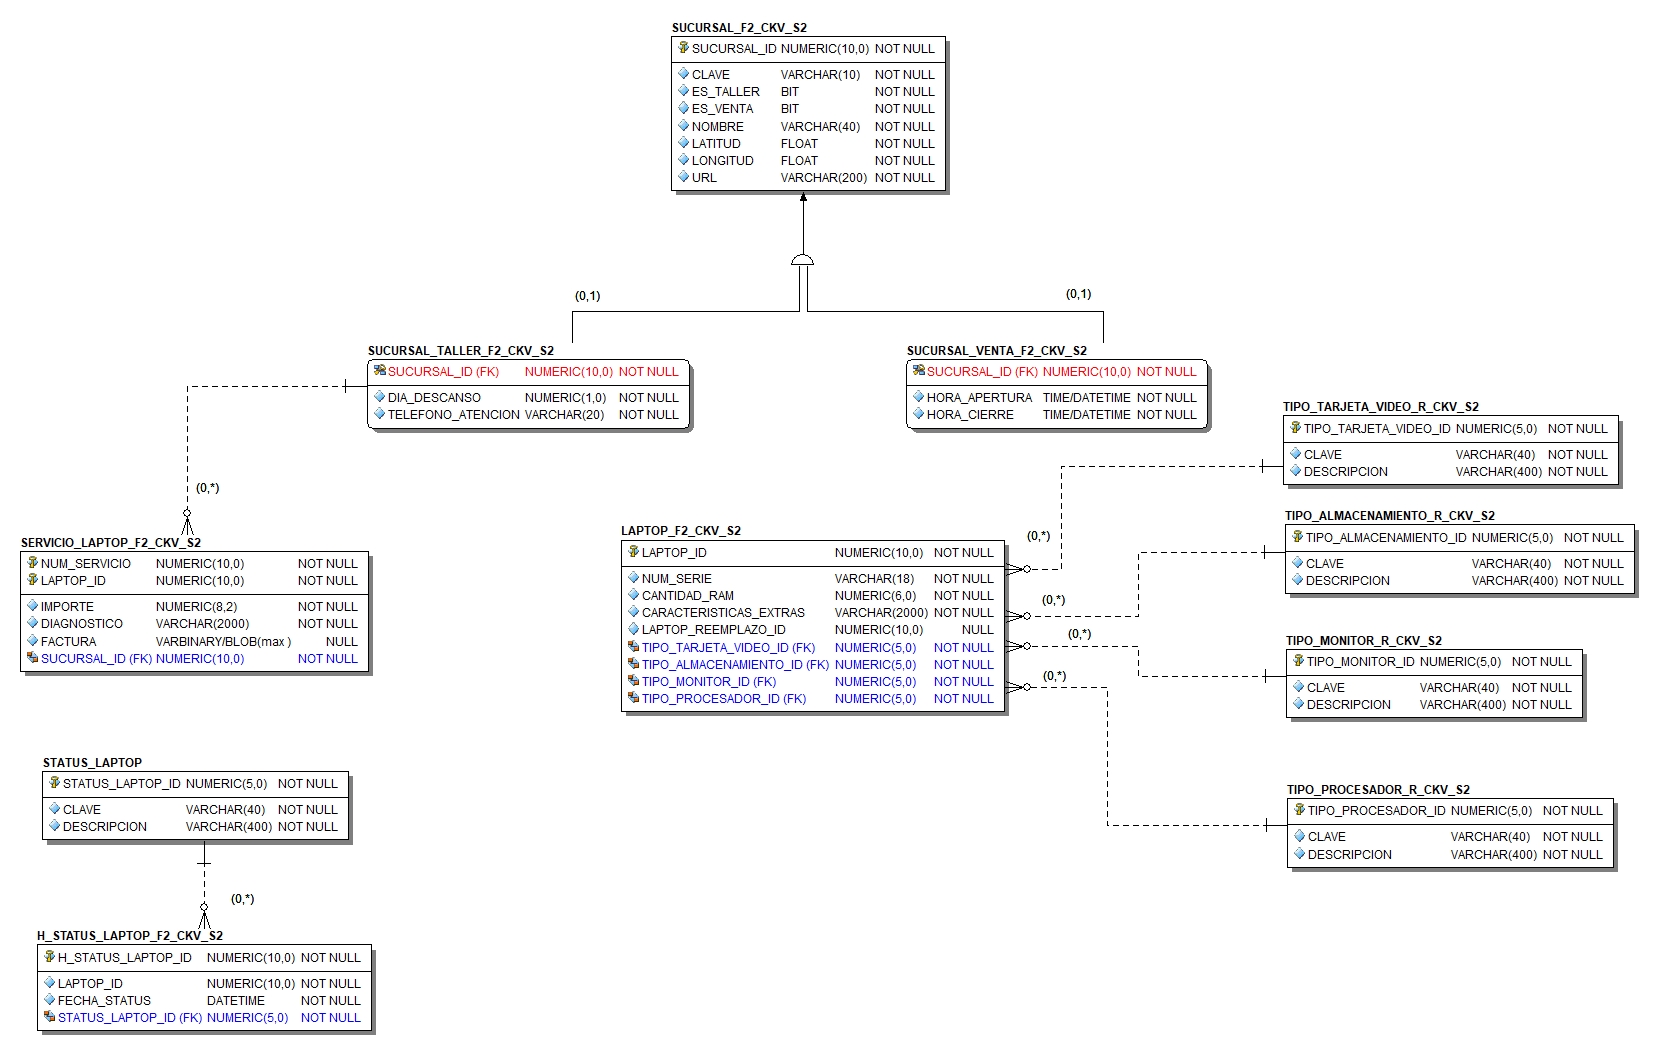 SUCURSAL_F2_CKV_S2
SUCURSAL_ID NUMERIC(10,0) NOT NULL
CLAVE VARCHAR(10) NOT NULL
ES_TALLER BIT NOT NULL
ES_VENTA BIT NOT NULL
NOMBRE VARCHAR(40) NOT NULL
LATITUD FLOAT NOT NULL
LONGITUD FLOAT NOT NULL
URL VARCHAR(200) NOT NULL
(0,1)
(0,1)
SUCURSAL_TALLER_F2_CKV_S2
SUCURSAL_ID (FK) NUMERIC(10,0) NOT NULL
DIA_DESCANSO NUMERIC(1,0) NOT NULL
TELEFONO_ATENCION VARCHAR(20) NOT NULL
SUCURSAL_VENTA_F2_CKV_S2
SUCURSAL_ID (FK) NUMERIC(10,0) NOT NULL
HORA_APERTURA TIME/DATETIME NOT NULL
HORA_CIERRE TIME/DATETIME NOT NULL
TIPO_TARJETA_VIDEO_R_CKV_S2
TIPO_TARJETA_VIDEO_ID NUMERIC(5,0) NOT NULL
CLAVE VARCHAR(40) NOT NULL
DESCRIPCION VARCHAR(400) NOT NULL
(0,*)
SERVICIO_LAPTOP_F2_CKV_S2
NUM_SERVICIO NUMERIC(10,0) NOT NULL
LAPTOP_ID NUMERIC(10,0) NOT NULL
IMPORTE NUMERIC(8,2) NOT NULL
DIAGNOSTICO VARCHAR(2000) NOT NULL
FACTURA VARBINARY/BLOB(max) NULL
SUCURSAL_ID (FK) NUMERIC(10,0) NOT NULL
LAPTOP_F2_CKV_S2
LAPTOP_ID NUMERIC(10,0) NOT NULL
NUM_SERIE VARCHAR(18) NOT NULL
CANTIDAD_RAM NUMERIC(6,0) NOT NULL
CARACTERISTICAS_EXTRAS VARCHAR(2000) NOT NULL
LAPTOP_REEMPLAZO_ID NUMERIC(10,0) NULL
TIPO_TARJETA_VIDEO_ID (FK) NUMERIC(5,0) NOT NULL
TIPO_ALMACENAMIENTO_ID (FK) NUMERIC(5,0) NOT NULL
TIPO_MONITOR_ID (FK) NUMERIC(5,0) NOT NULL
TIPO_PROCESADOR_ID (FK) NUMERIC(5,0) NOT NULL
(0,*)
(0,*)
(0,*)
(0,*)
TIPO_ALMACENAMIENTO_R_CKV_S2
TIPO_ALMACENAMIENTO_ID NUMERIC(5,0) NOT NULL
CLAVE VARCHAR(40) NOT NULL
DESCRIPCION VARCHAR(400) NOT NULL
TIPO_MONITOR_R_CKV_S2
TIPO_MONITOR_ID NUMERIC(5,0) NOT NULL
CLAVE VARCHAR(40) NOT NULL
DESCRIPCION VARCHAR(400) NOT NULL
TIPO_PROCESADOR_R_CKV_S2
TIPO_PROCESADOR_ID NUMERIC(5,0) NOT NULL
CLAVE VARCHAR(40) NOT NULL
DESCRIPCION VARCHAR(400) NOT NULL
STATUS_LAPTOP
STATUS_LAPTOP_ID NUMERIC(5,0) NOT NULL
CLAVE VARCHAR(40) NOT NULL
DESCRIPCION VARCHAR(400) NOT NULL
(0,*)
H_STATUS_LAPTOP_F2_CKV_S2
H_STATUS_LAPTOP_ID NUMERIC(10,0) NOT NULL
LAPTOP_ID NUMERIC(10,0) NOT NULL
FECHA_STATUS DATETIME NOT NULL
STATUS_LAPTOP_ID (FK) NUMERIC(5,0) NOT NULL